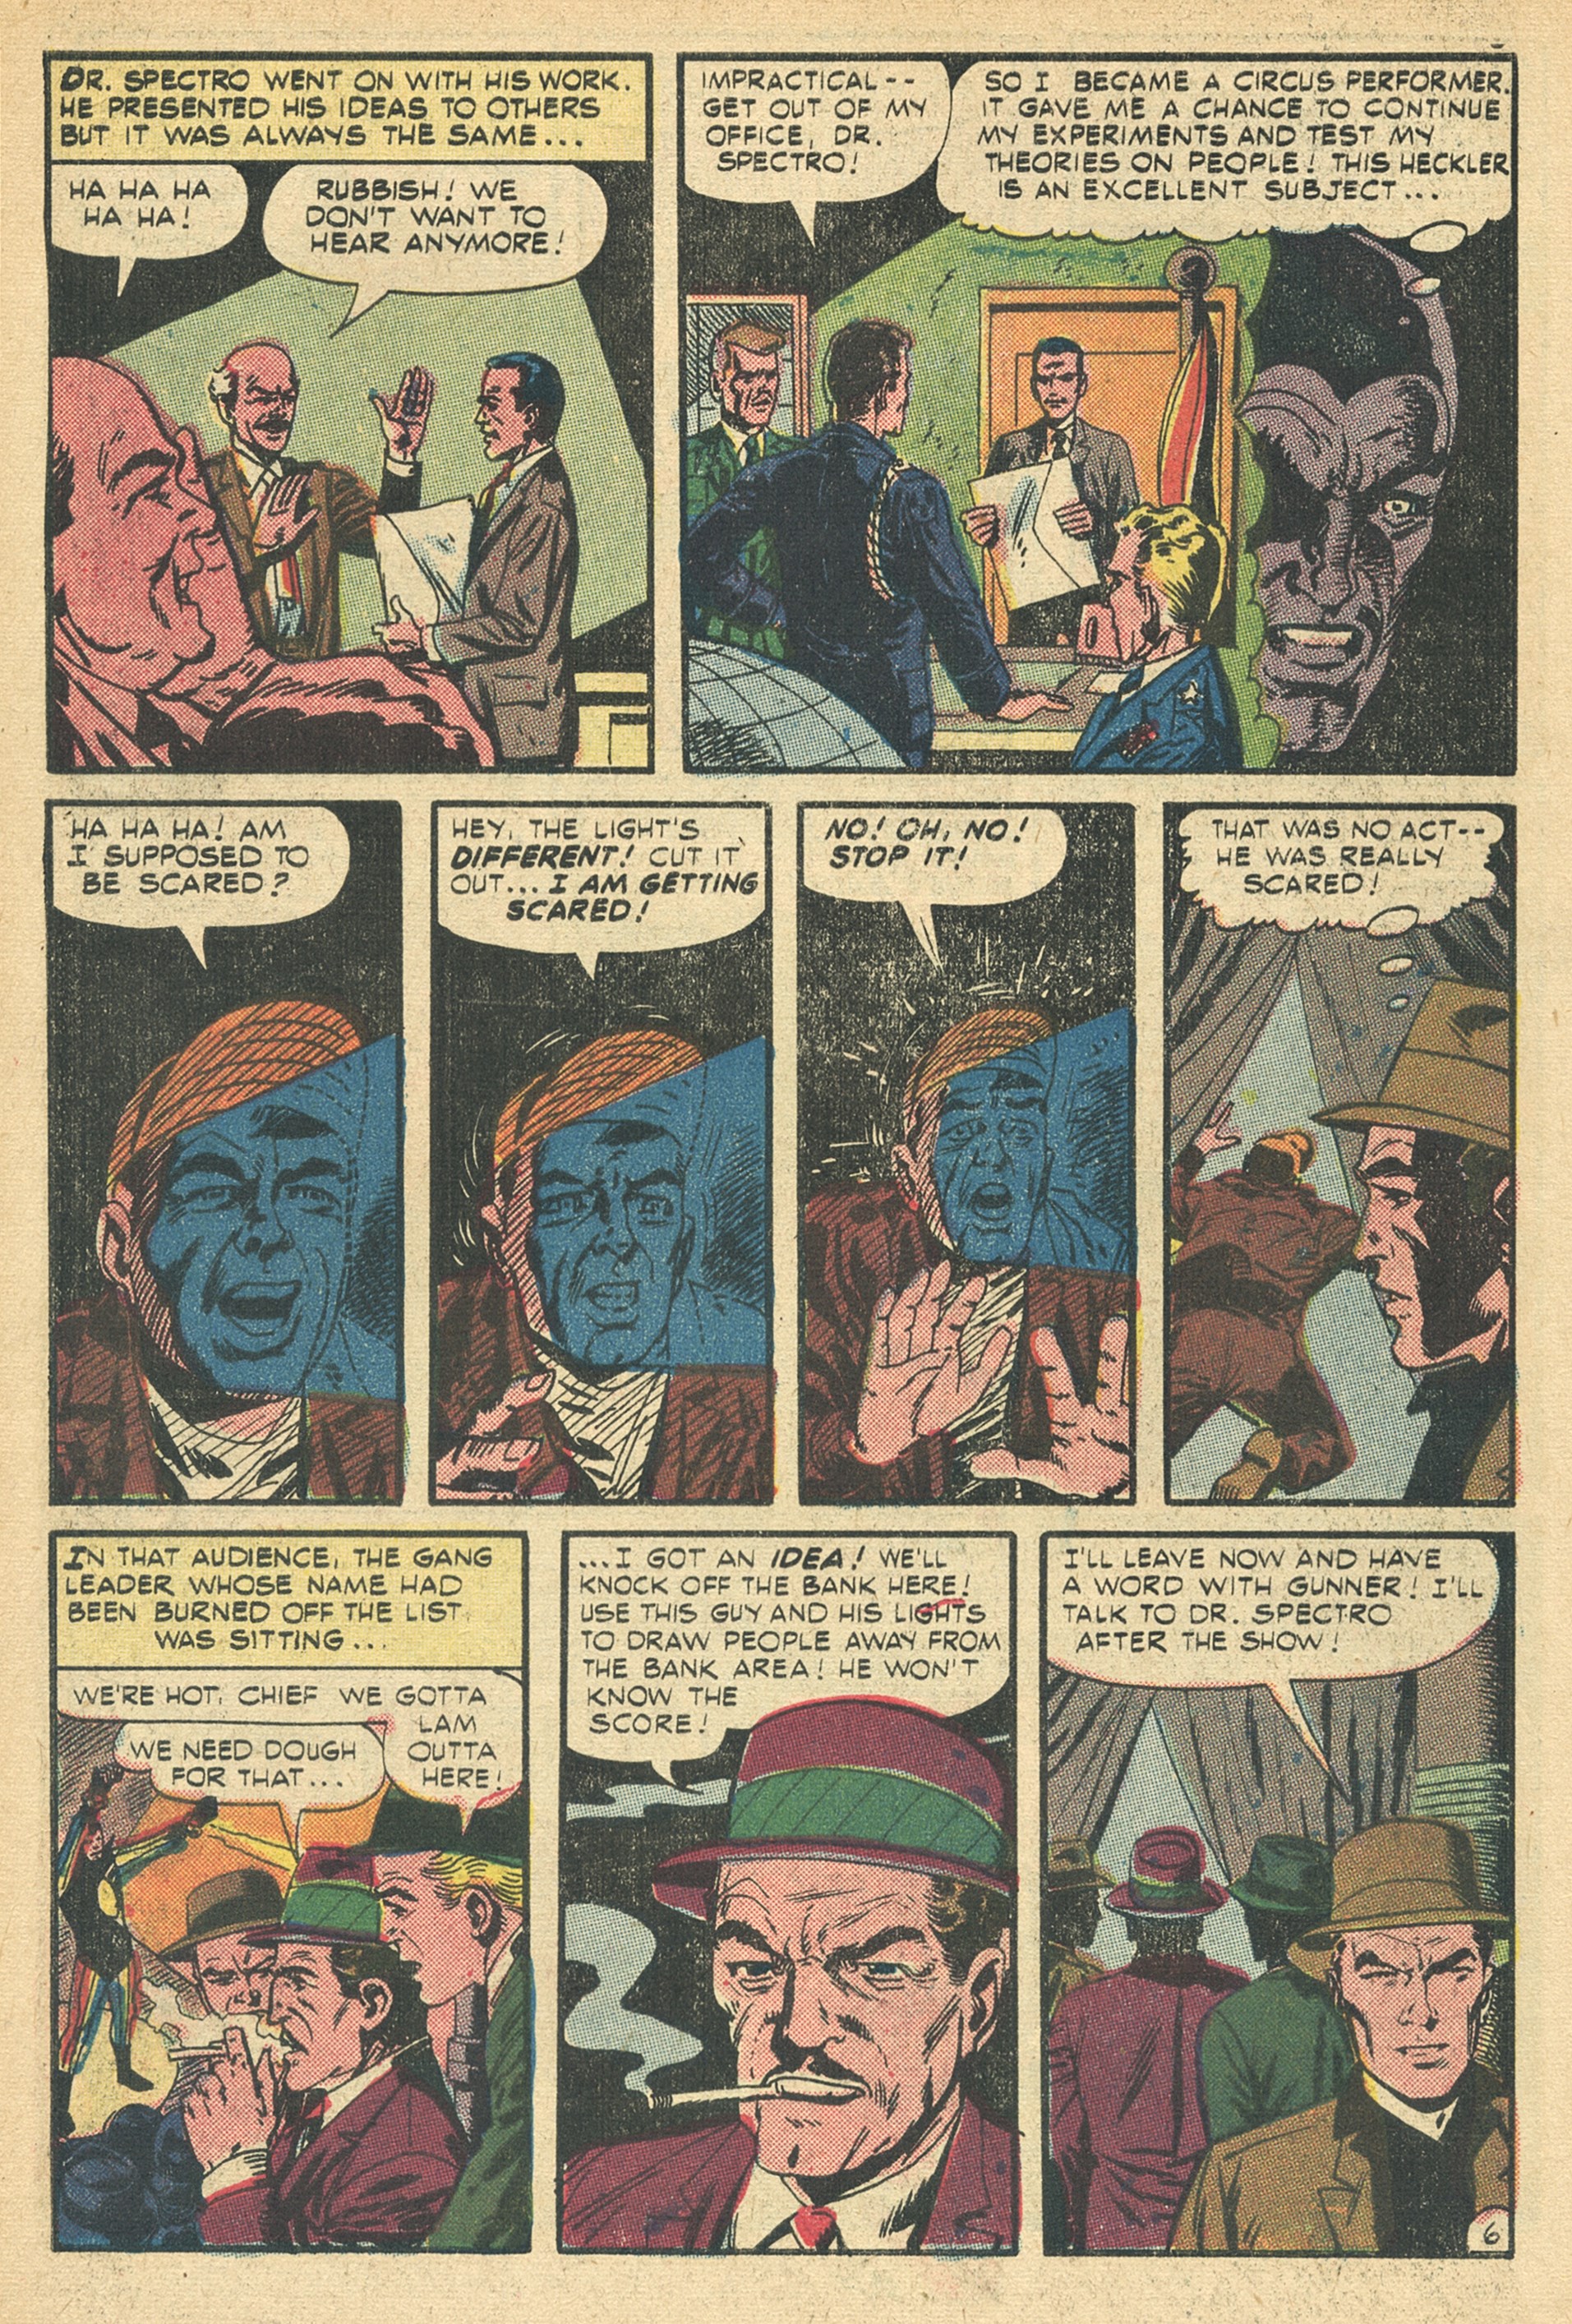 DR. SPECTRO WENT ON WITH HIS WORK.
HE PRESENTED HIS IDEAS TO OTHERS
BUT IT WAS ALWAYS THE SAME...
HA HA HA
HA HA!
RUBBISH! WE
DON'T WANT TO
HEAR ANYMORE!
IMPRACTICAL--
GET OUT OF MY
OFFICE, DR.
SPECTRO!
SO I BECAME A CIRCUS PERFORMER.
IT GAVE ME A CHANCE TO CONTINUE
MY EXPERIMENTS AND TEST MY
THEORIES ON PEOPLE! THIS HECKLER
IS AN EXCELLENT SUBJECT...
HA HA HA! AM
I SUPPOSED TO
BE SCARED?
HEY, THE LIGHT'S
DIFFERENT! CUT IT
OUT... I AM GETTING
SCARED!
NO! OH, NO!
STOP IT!
THAT WAS NO ACT--
HE WAS REALLY
SCARED!
IN THAT AUDIENCE, THE GANG
LEADER WHOSE NAME HAD
BEEN BURNED OFF THE LIST
WAS SITTING...
WE'RE HOT, CHIEF WE GOTTA
LAM
OUTTA
HERE!
WE NEED DOUGH
FOR THAT...
...I GOT AN IDEA! WE'LL
KNOCK OFF THE BANK HERE!
USE THIS GUY AND HIS LIGHTS
TO DRAW PEOPLE AWAY FROM
THE BANK AREA! HE WON'T
KNOW THE
SCORE!
I'LL LEAVE NOW AND HAVE
A WORD WITH GUNNER! I'LL
TALK TO DR. SPECTRO
AFTER THE SHOW!
6